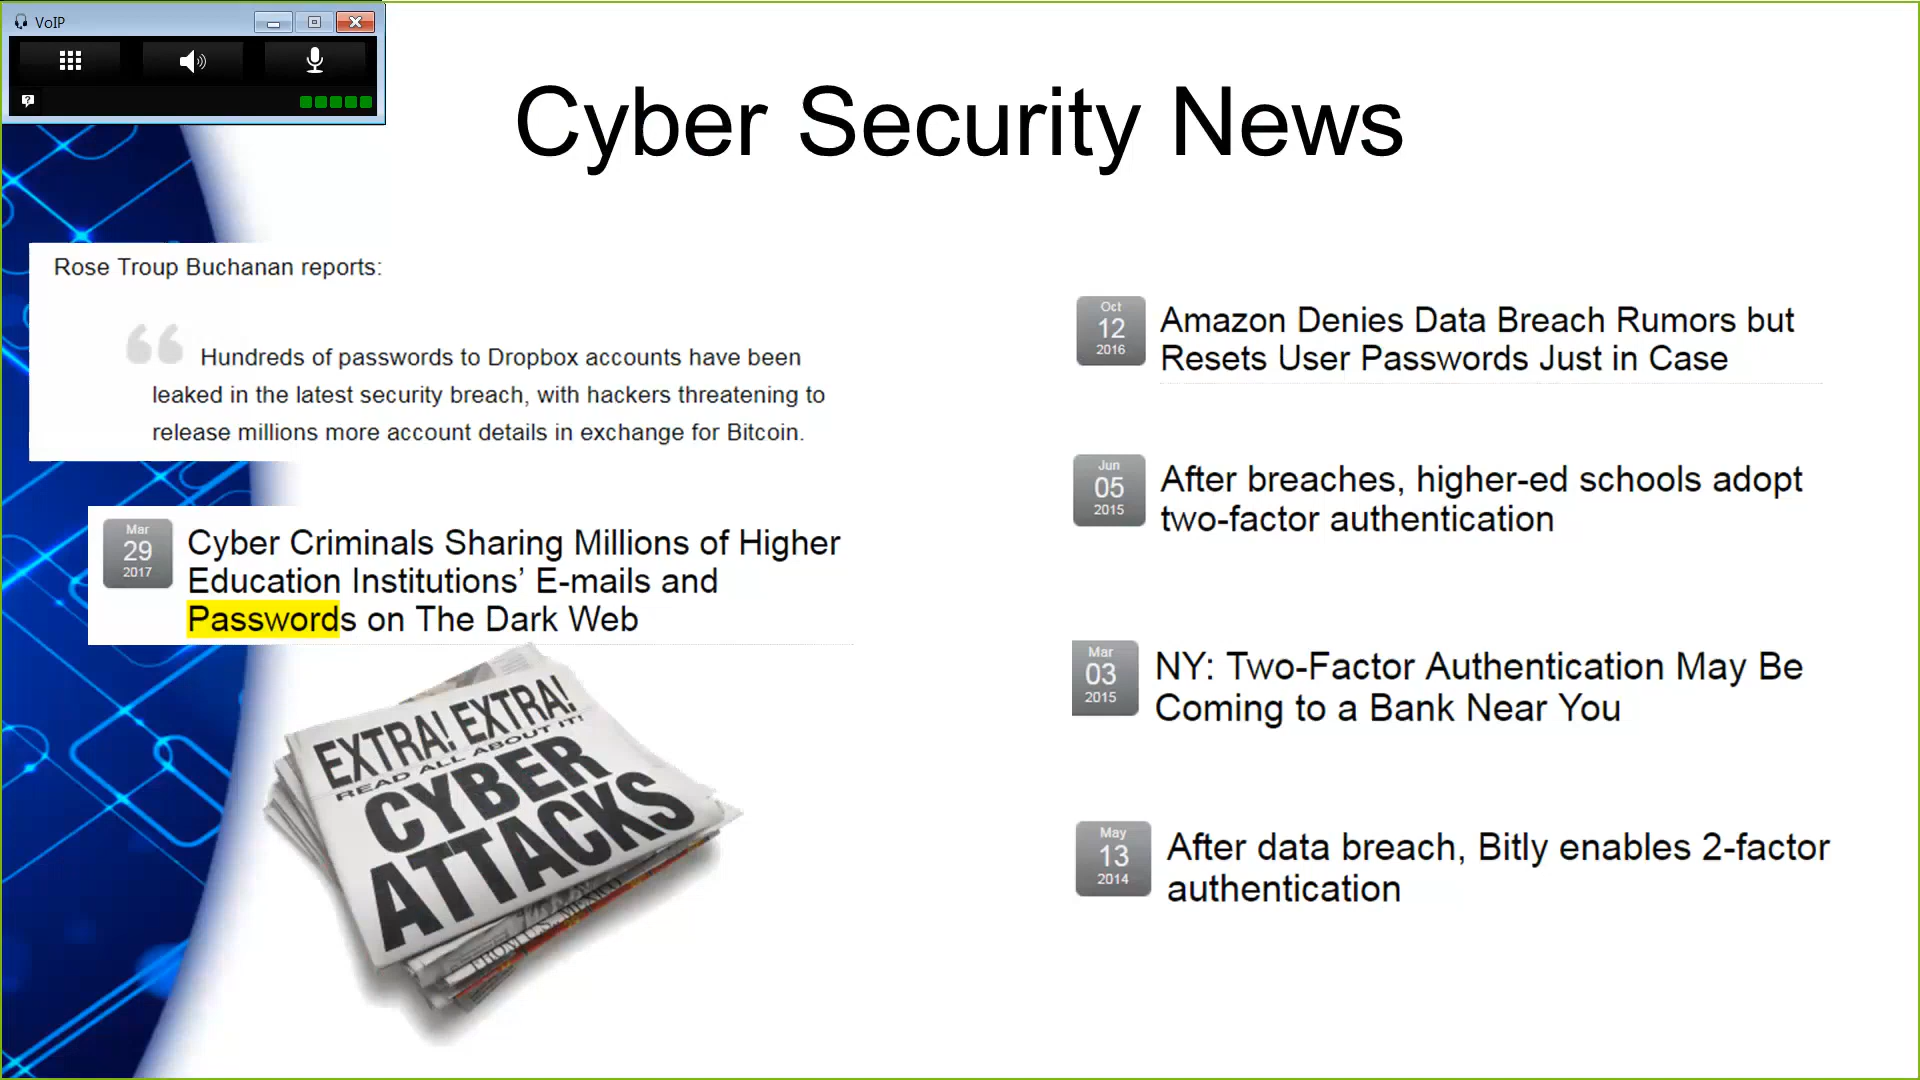 VoIP
Cyber Security News
Rose Troup Buchanan reports:
“ Hundreds of passwords to Dropbox accounts have been
leaked in the latest security breach, with hackers threatening to
release millions more account details in exchange for Bitcoin.
Mar
29
2017
Cyber Criminals Sharing Millions of Higher
Education Institutions’ E-mails and
Passwords on The Dark Web
EXTRA! EXTRA!
READ ALL ABOUT IT!
CYBER
ATTACKS
FROM U.S., MEXICO
Oct
12
2016
Amazon Denies Data Breach Rumors but
Resets User Passwords Just in Case
Jun
05
2015
After breaches, higher-ed schools adopt
two-factor authentication
Mar
03
2015
NY: Two-Factor Authentication May Be
Coming to a Bank Near You
May
13
2014
After data breach, Bitly enables 2-factor
authentication